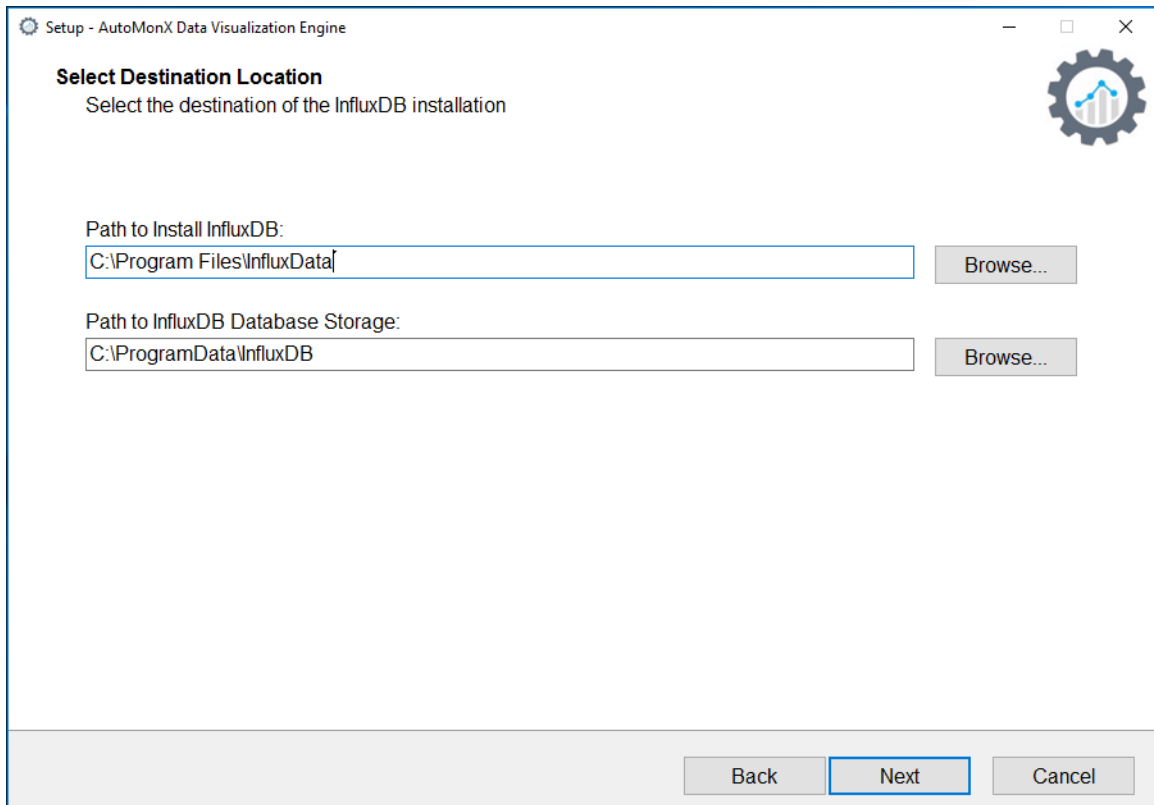 Setup - AutoMonX Data Visualization Engine
Select Destination Location
Select the destination of the InfluxDB installation
Path to Install InfluxDB:
C:\Program Files\InfluxData
Browse...
Path to InfluxDB Database Storage:
C:\ProgramData\InfluxDB
Browse...
Back Next Cancel